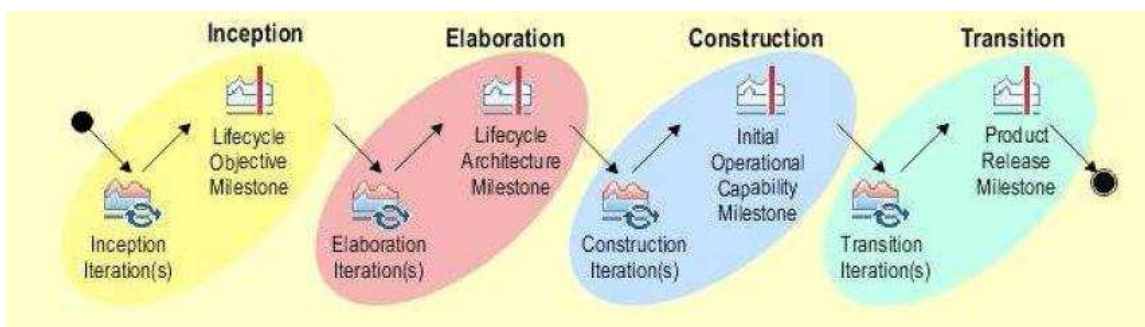 Inception
Elaboration
Construction
Transition
Lifecycle
Objective
Milestone
Inception
Iteration(s)
Lifecycle
Architecture
Milestone
Elaboration
Iteration(s)
Initial
Operational
Capability
Milestone
Construction
Iteration(s)
Product
Release
Milestone
Transition
Iteration(s)